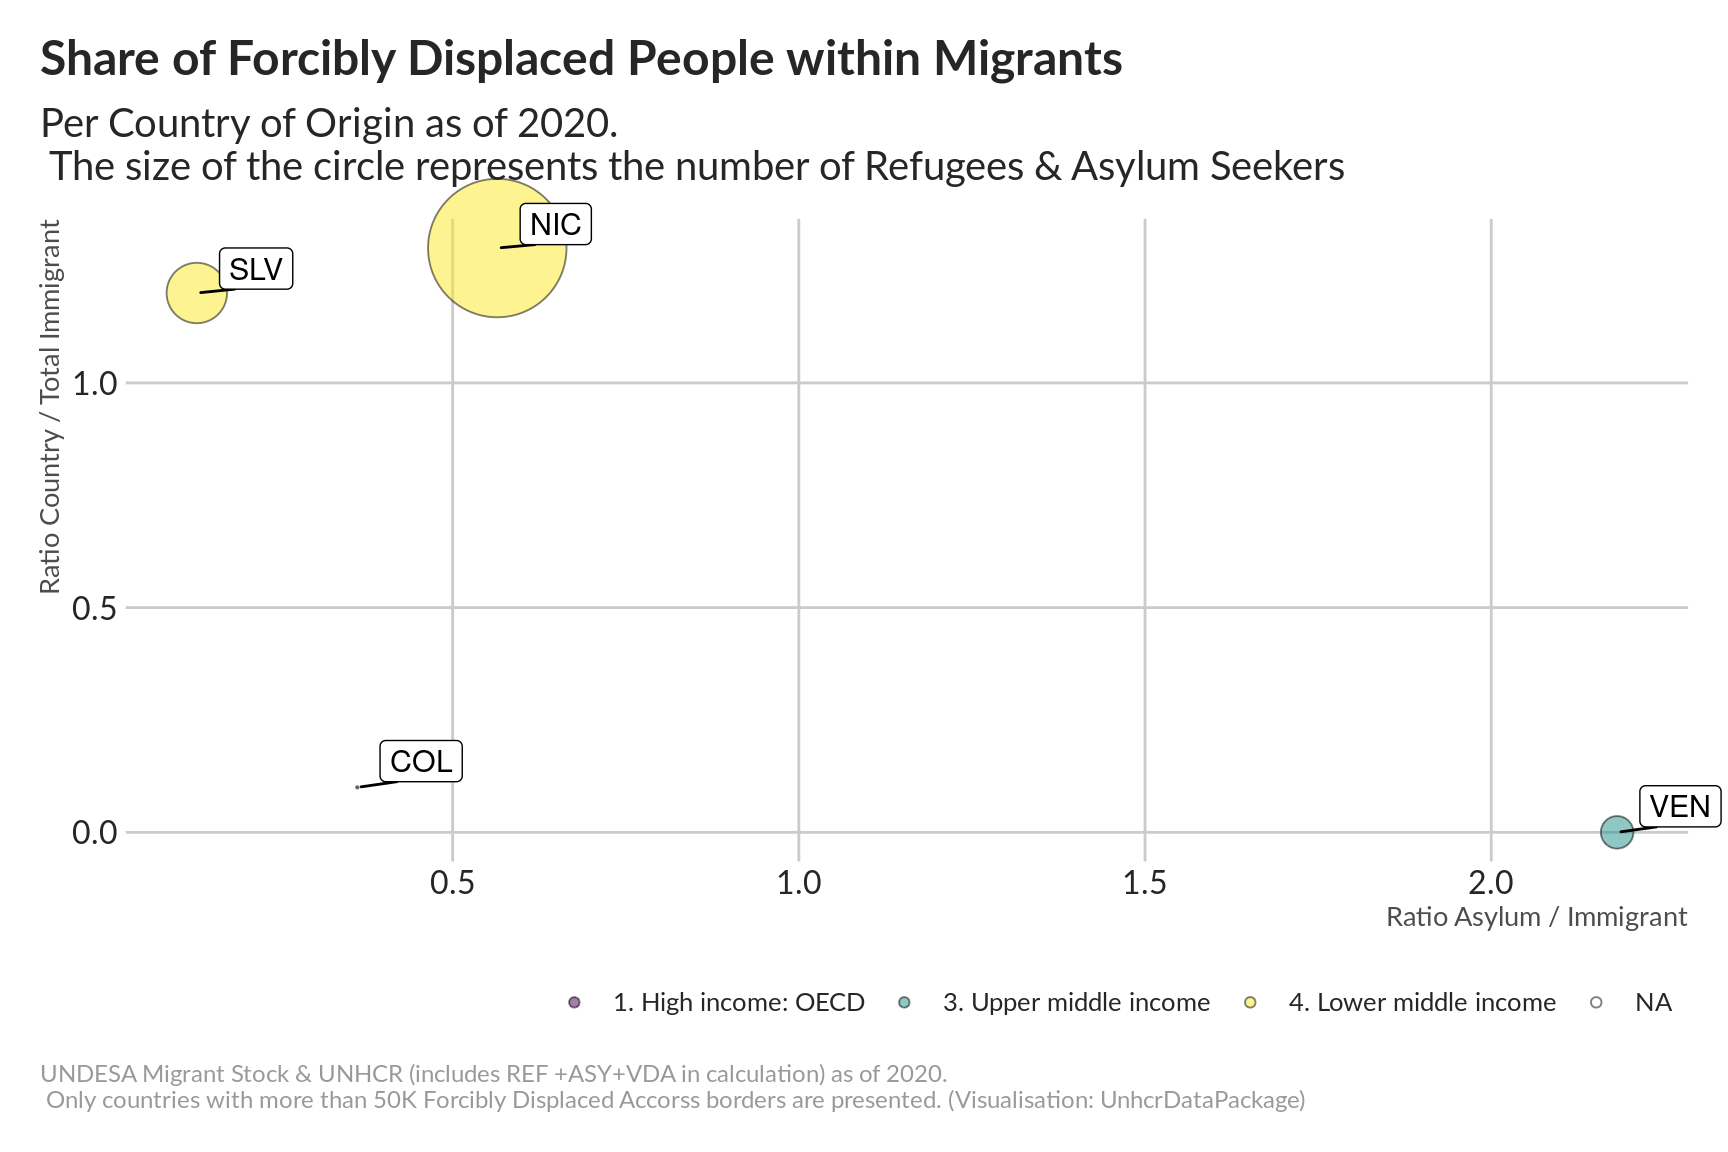 Share of Forcibly Displaced People within Migrants
Per Country of Origin as of 2020.
The size of the circle represents the number of Refugees & Asylum Seekers
Ratio Country / Total Immigrant
NIC
SLV
1.0
0.5
COL
VEN
0.0
0.5
1.0
1.5
2.0
Ratio Asylum / Immigrant
1. High income: OECD
3. Upper middle income
4. Lower middle income
NA
UNDESA Migrant Stock & UNHCR (includes REF +ASY+VDA in calculation) as of 2020.
Only countries with more than 50K Forcibly Displaced Accorss borders are presented. (Visualisation: UnhcrDataPackage)